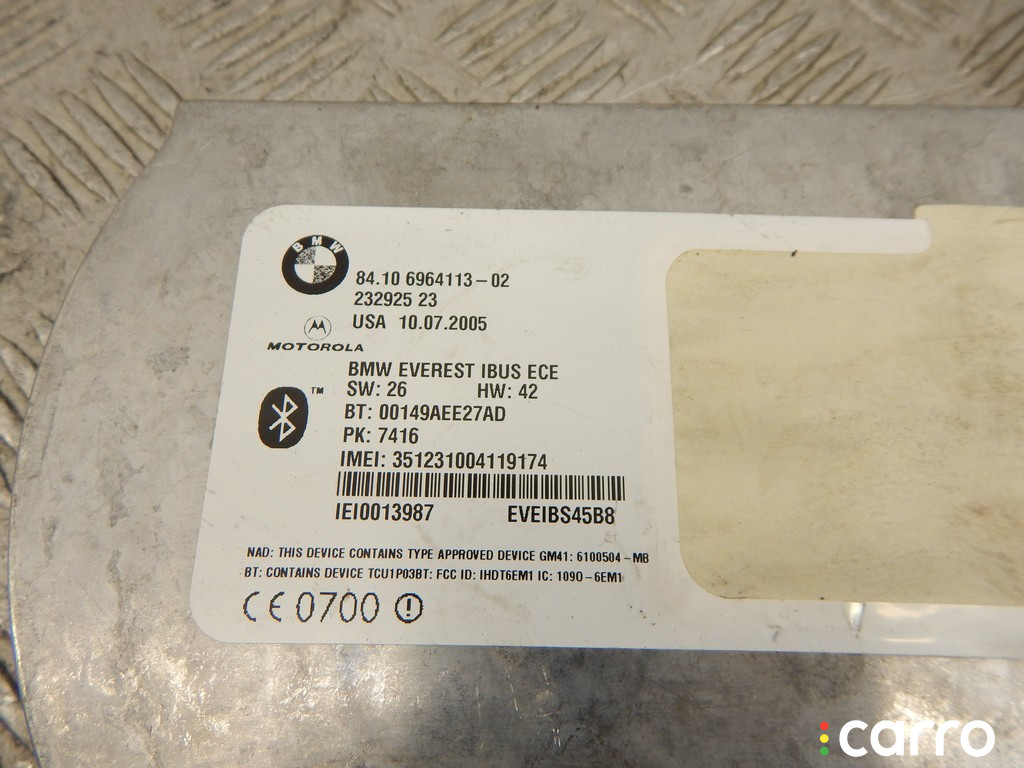 BMW
84.10 6964113-02
232925 23
USA 10.07.2005
MOTOROLA
BMW EVEREST IBUS ECE
SW: 26 HW: 42
TM
BT: 00149AEE27AD
PK: 7416
IMEI: 351231004119174
IEI0013987 EVEIBS45B8
NAD: THIS DEVICE CONTAINS TYPE APPROVED DEVICE GM41: 6100504-MB
BT: CONTAINS DEVICE TCU1P03BT: FCC ID: IHDT6EM1 IC: 1090-6EM1
CE 0700
carro